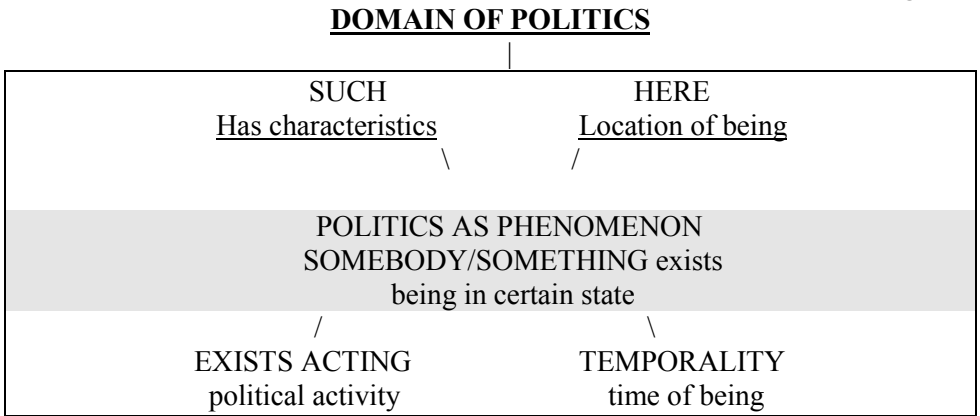 DOMAIN OF POLITICS
SUCH HERE
Has characteristics Location of being
POLITICS AS PHENOMENON
SOMEBODY/SOMETHING exists
being in certain state
EXISTS ACTING TEMPORALITY
political activity time of being